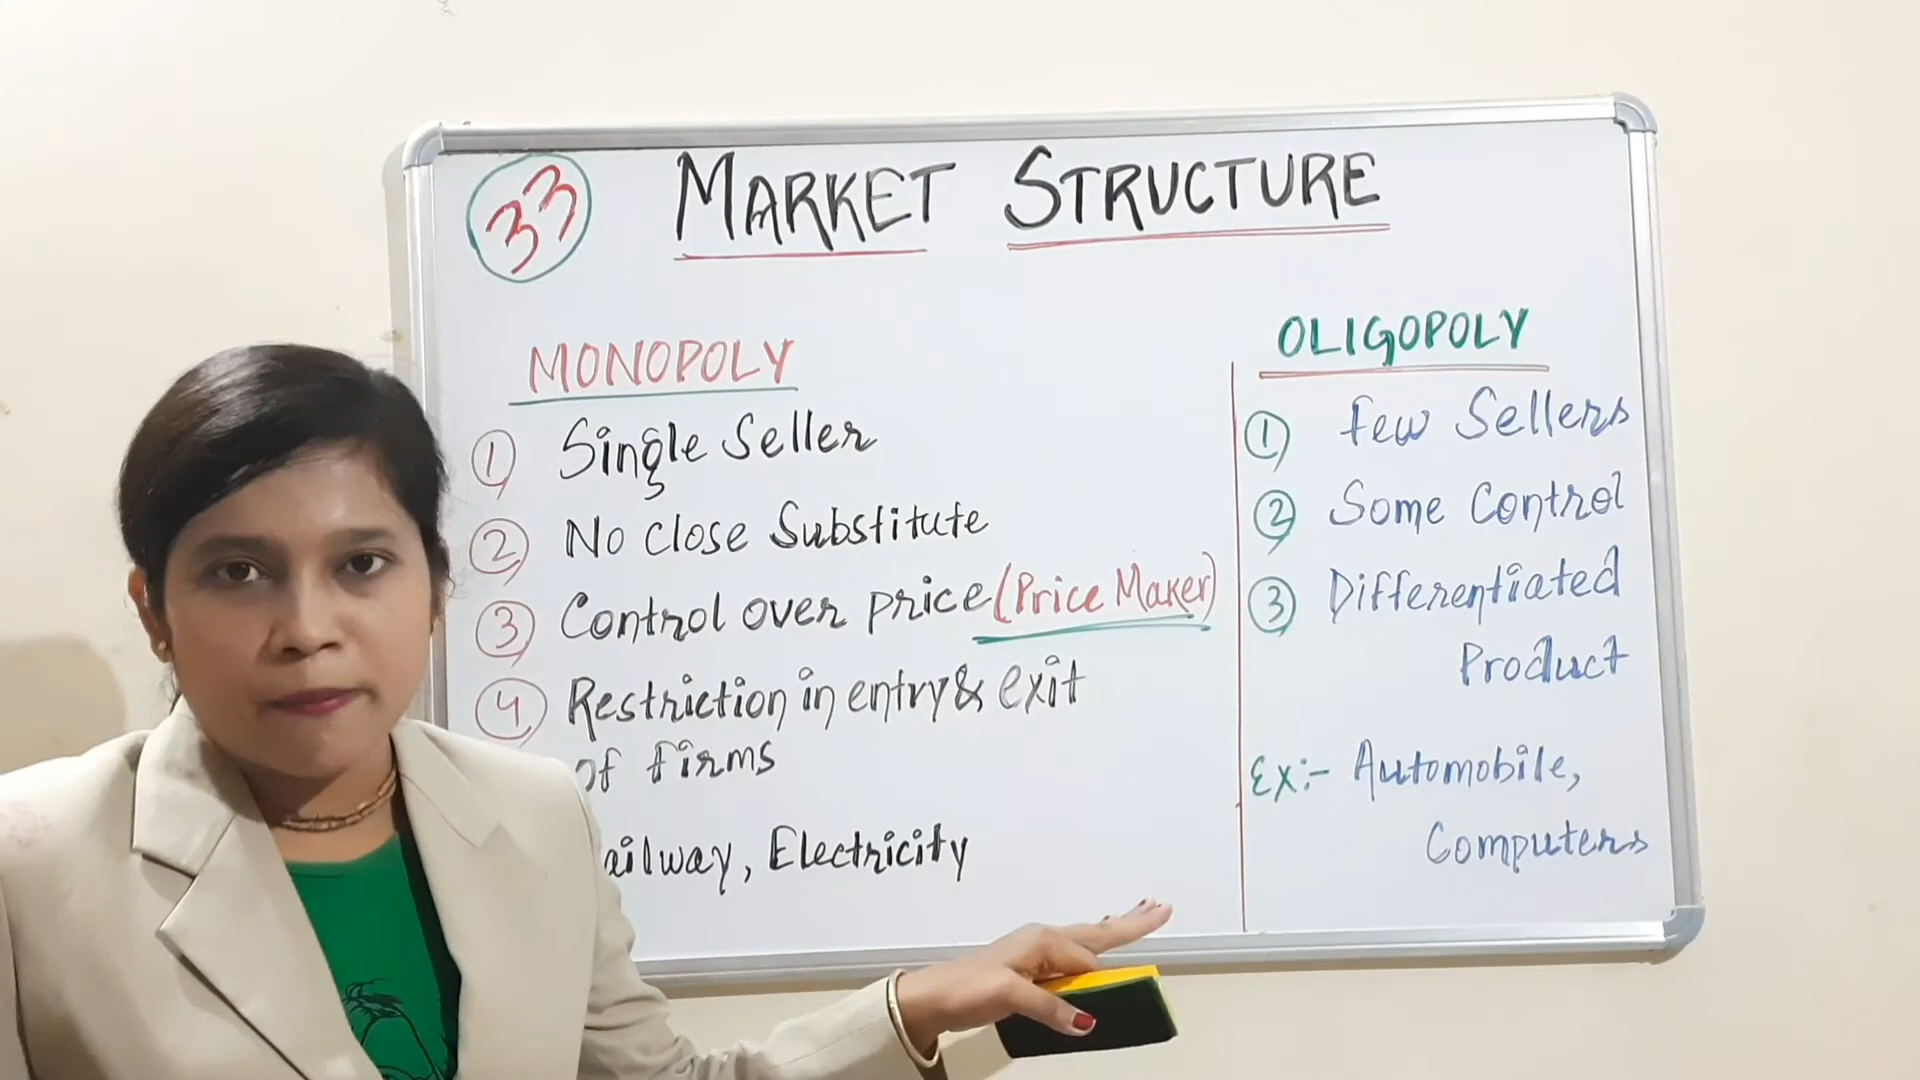 33 MARKET STRUCTURE
MONOPOLY
1 Single Seller
2 No close Substitute
3 Control over price (Price Maker)
4 Restriction in entry & exit
of firms
ailway, Electricity
OLIGOPOLY
1 Few Sellers
2 Some Control
3 Differentiated
Product
Ex:- Automobile,
Computers